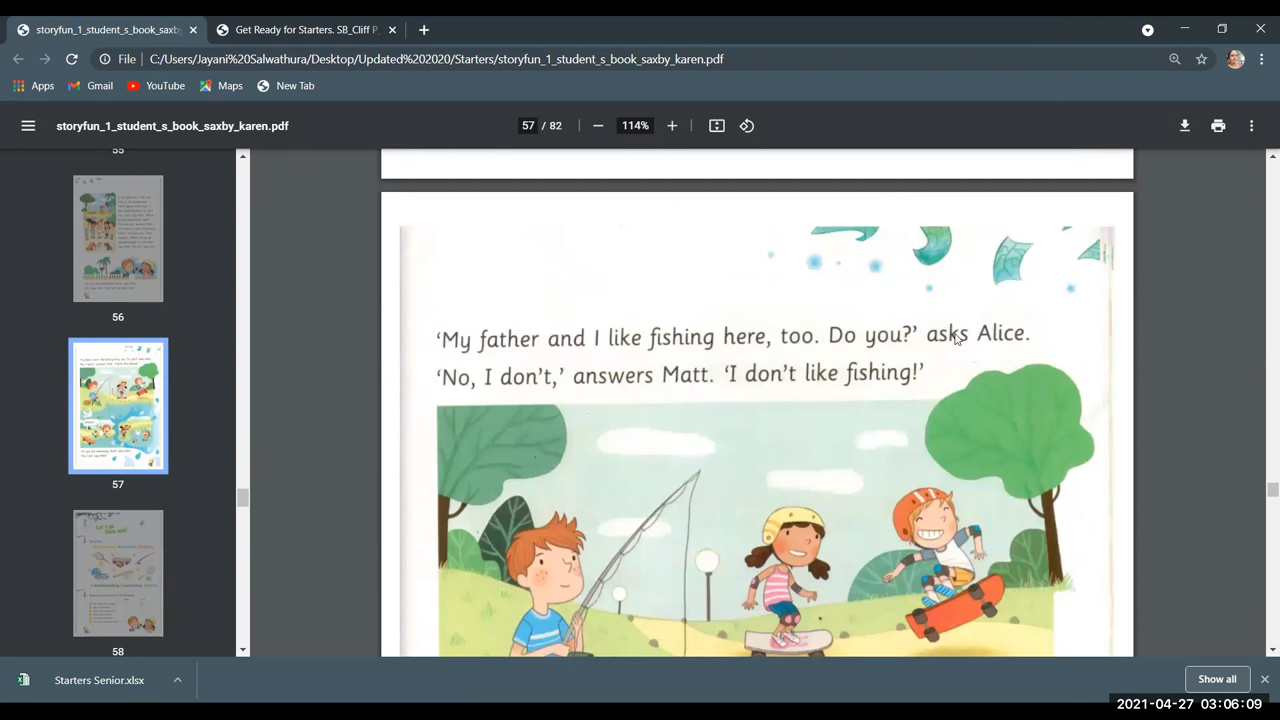 storyfun_1_student_s_book_saxby
Get Ready for Starters. SB_Cliff P
File | C:/Users/Jayani%20Salwathura/Desktop/Updated%202020/Starters/storyfun_1_student_s_book_saxby_karen.pdf
Apps Gmail YouTube Maps New Tab
storyfun_1_student_s_book_saxby_karen.pdf 57 / 82 114%
55
56
57
58
'My father and I like fishing here, too. Do you?' asks Alice.
'No, I don't,' answers Matt. 'I don't like fishing!'
Starters Senior.xlsx
Show all
2021-04-27 03:06:09